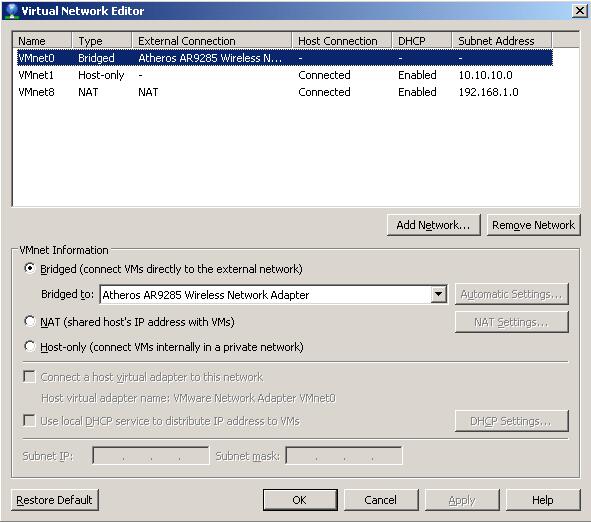 Virtual Network Editor
Name Type External Connection Host Connection DHCP Subnet Address
VMnet0 Bridged Atheros AR9285 Wireless N... - - -
VMnet1 Host-only - Connected Enabled 10.10.10.0
VMnet8 NAT NAT Connected Enabled 192.168.1.0
Add Network... Remove Network
VMnet Information
Bridged (connect VMs directly to the external network)
Bridged to: Atheros AR9285 Wireless Network Adapter Automatic Settings...
NAT (shared host's IP address with VMs) NAT Settings...
Host-only (connect VMs internally in a private network)
Connect a host virtual adapter to this network
Host virtual adapter name: VMware Network Adapter VMnet0
Use local DHCP service to distribute IP address to VMs DHCP Settings...
Subnet IP: . . . Subnet mask: . . .
Restore Default OK Cancel Apply Help